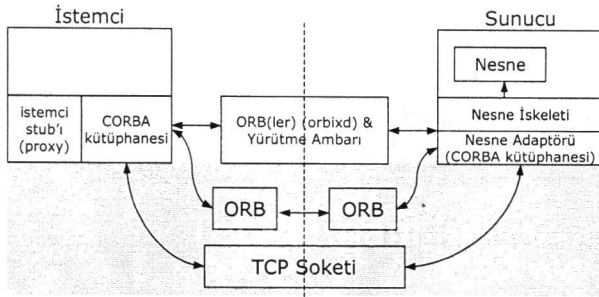 İstemci
Sunucu
Nesne
istemci
stub'ı
(proxy)
CORBA
kütüphanesi
ORB(ler) (orbixd) &
Yürütme Ambarı
Nesne İskeleti
Nesne Adaptörü
(CORBA kütüphanesi)
ORB
ORB
TCP Soketi